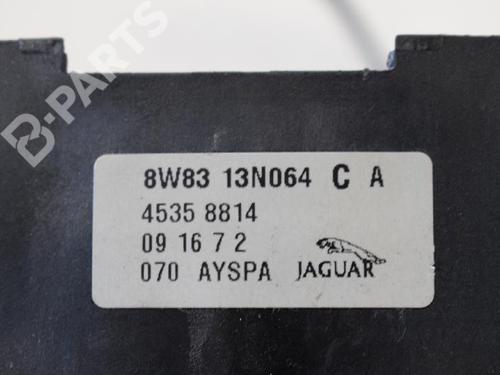 B-PARTS
8W83 13N064 C A
4535 8814
09 16 7 2
070 AYSPA JAGUAR